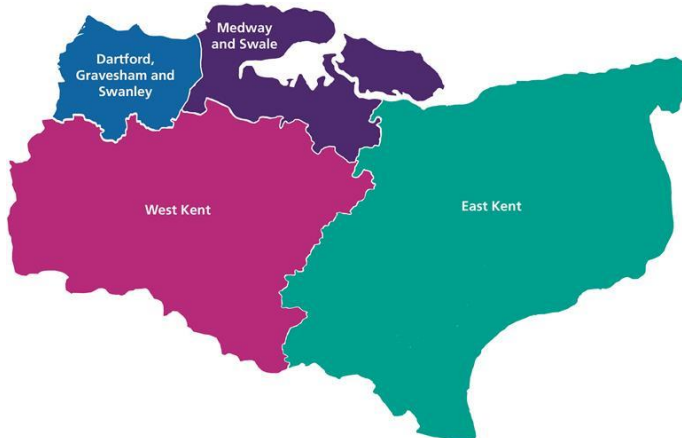 Medway
and Swale
Dartford,
Gravesham and
Swanley
West Kent
East Kent